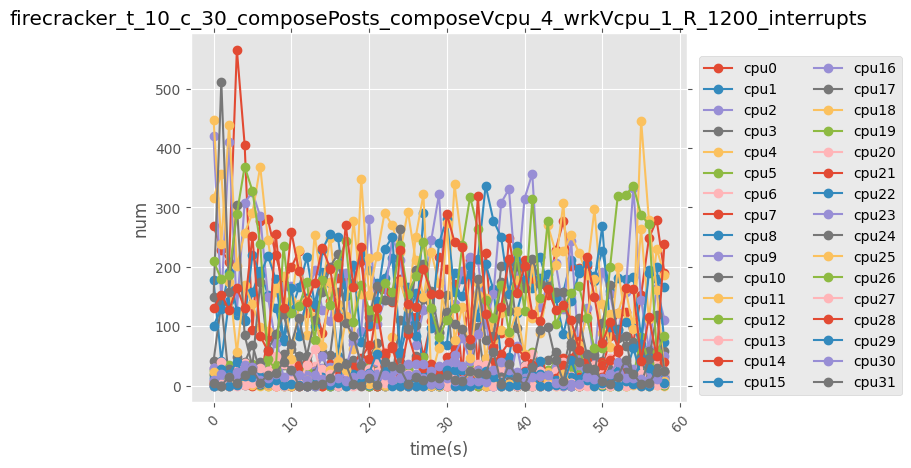 firecracker_t_10_c_30_composePosts_composeVcpu_4_wrkVcpu_1_R_1200_interrupts
num
500
400
300
200
100
0
0 10 20 30 40 50 60
time(s)
cpu0 cpu16
cpu1 cpu17
cpu2 cpu18
cpu3 cpu19
cpu4 cpu20
cpu5 cpu21
cpu6 cpu22
cpu7 cpu23
cpu8 cpu24
cpu9 cpu25
cpu10 cpu26
cpu11 cpu27
cpu12 cpu28
cpu13 cpu29
cpu14 cpu30
cpu15 cpu31